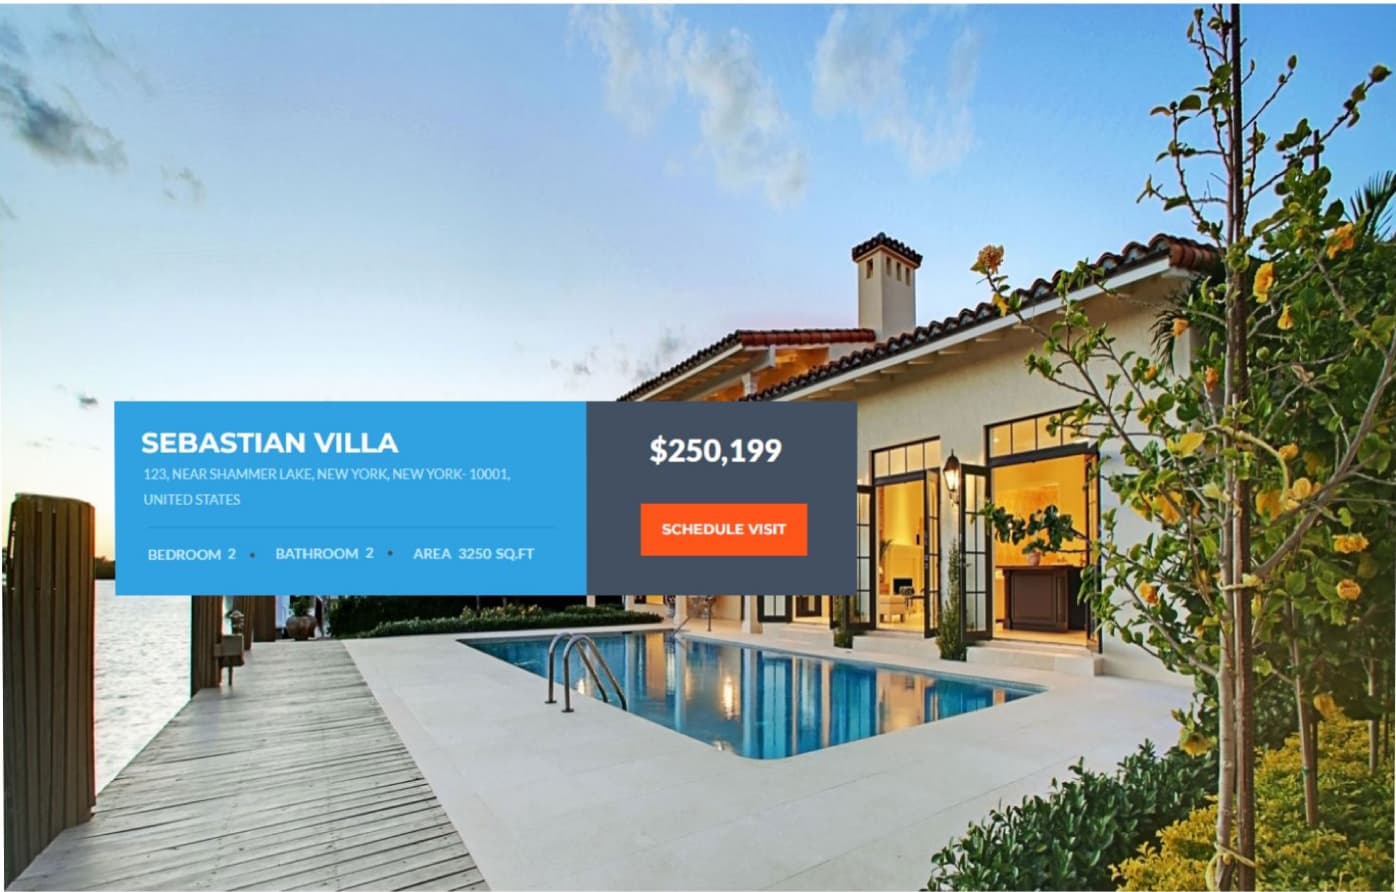 SEBASTIAN VILLA
123, NEAR SHAMMER LAKE, NEW YORK, NEW YORK- 10001,
UNITED STATES
BEDROOM 2 • BATHROOM 2 • AREA 3250 SQ.FT
$250,199
SCHEDULE VISIT